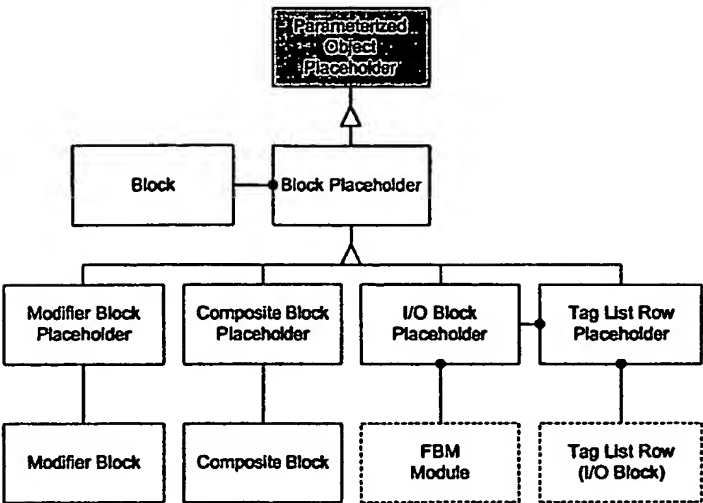 Parameterized
Object
Placeholder
Block
Block Placeholder
Modifier Block
Placeholder
Composite Block
Placeholder
I/O Block
Placeholder
Tag List Row
Placeholder
Modifier Block
Composite Block
FBM
Module
Tag List Row
(I/O Block)